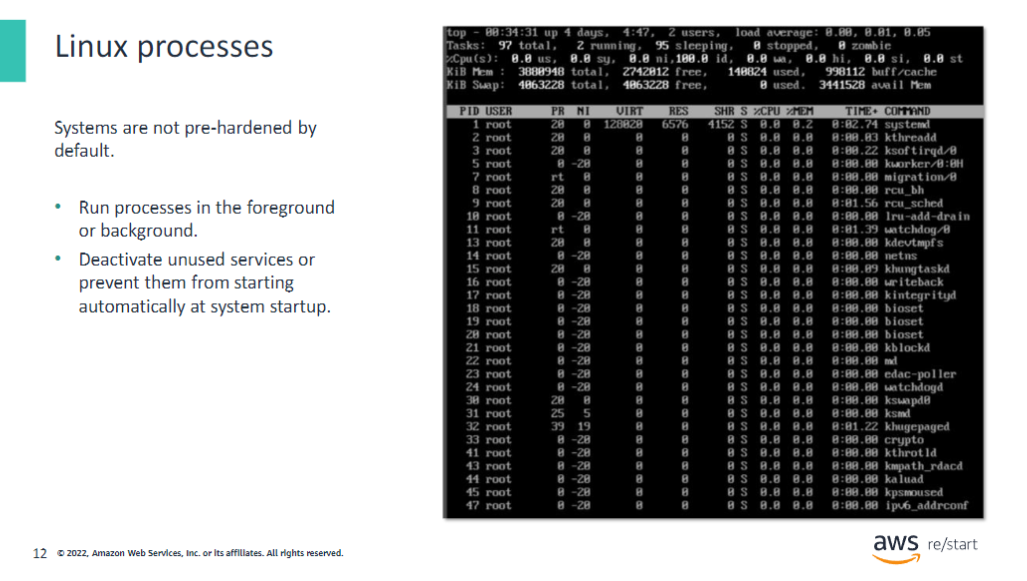 Linux processes
Systems are not pre-hardened by
default.
• Run processes in the foreground
or background.
• Deactivate unused services or
prevent them from starting
automatically at system startup.
top - 00:34:31 up 4 days,  4:47,  2 users,  load average: 0.00, 0.01, 0.05
Tasks:  97 total,   2 running,  95 sleeping,   0 stopped,   0 zombie
%Cpu(s):  0.0 us,  0.0 sy,  0.0 ni,100.0 id,  0.0 wa,  0.0 hi,  0.0 si,  0.0 st
KiB Mem :  3880948 total,  2742012 free,   140824 used,   998112 buff/cache
KiB Swap:  4063228 total,  4063228 free,        0 used.  3441528 avail Mem
PID USER PR NI VIRT RES SHR S %CPU %MEM TIME+ COMMAND
1 root 20 0 128020 6576 4152 S 0.0 0.2 0:02.74 systemd
2 root 20 0 0 0 0 S 0.0 0.0 0:00.03 kthreadd
3 root 20 0 0 0 0 S 0.0 0.0 0:00.22 ksoftirqd/0
5 root 0 -20 0 0 0 S 0.0 0.0 0:00.00 kworker/0:0H
7 root rt 0 0 0 0 S 0.0 0.0 0:00.00 migration/0
8 root 20 0 0 0 0 S 0.0 0.0 0:00.00 rcu_bh
9 root 20 0 0 0 0 S 0.0 0.0 0:01.56 rcu_sched
10 root 0 -20 0 0 0 S 0.0 0.0 0:00.00 lru-add-drain
11 root rt 0 0 0 0 S 0.0 0.0 0:01.39 watchdog/0
13 root 20 0 0 0 0 S 0.0 0.0 0:00.00 kdevtmpfs
14 root 0 -20 0 0 0 S 0.0 0.0 0:00.00 netns
15 root 20 0 0 0 0 S 0.0 0.0 0:00.09 khungtaskd
16 root 0 -20 0 0 0 S 0.0 0.0 0:00.00 writeback
17 root 0 -20 0 0 0 S 0.0 0.0 0:00.00 kintegrityd
18 root 0 -20 0 0 0 S 0.0 0.0 0:00.00 bioset
19 root 0 -20 0 0 0 S 0.0 0.0 0:00.00 bioset
20 root 0 -20 0 0 0 S 0.0 0.0 0:00.00 bioset
21 root 0 -20 0 0 0 S 0.0 0.0 0:00.00 kblockd
22 root 0 -20 0 0 0 S 0.0 0.0 0:00.00 md
23 root 0 -20 0 0 0 S 0.0 0.0 0:00.00 edac-poller
24 root 0 -20 0 0 0 S 0.0 0.0 0:00.00 watchdogd
30 root 20 0 0 0 0 S 0.0 0.0 0:00.00 kswapd0
31 root 25 5 0 0 0 S 0.0 0.0 0:00.00 ksmd
32 root 39 19 0 0 0 S 0.0 0.0 0:01.22 khugepaged
33 root 0 -20 0 0 0 S 0.0 0.0 0:00.00 crypto
41 root 0 -20 0 0 0 S 0.0 0.0 0:00.00 kthrotld
43 root 0 -20 0 0 0 S 0.0 0.0 0:00.00 kmpath_rdacd
44 root 0 -20 0 0 0 S 0.0 0.0 0:00.00 kaluad
45 root 0 -20 0 0 0 S 0.0 0.0 0:00.00 kpsmoused
47 root 0 -20 0 0 0 S 0.0 0.0 0:00.00 ipv6_addrconf
12 © 2022, Amazon Web Services, Inc. or its affiliates. All rights reserved.
aws re/start